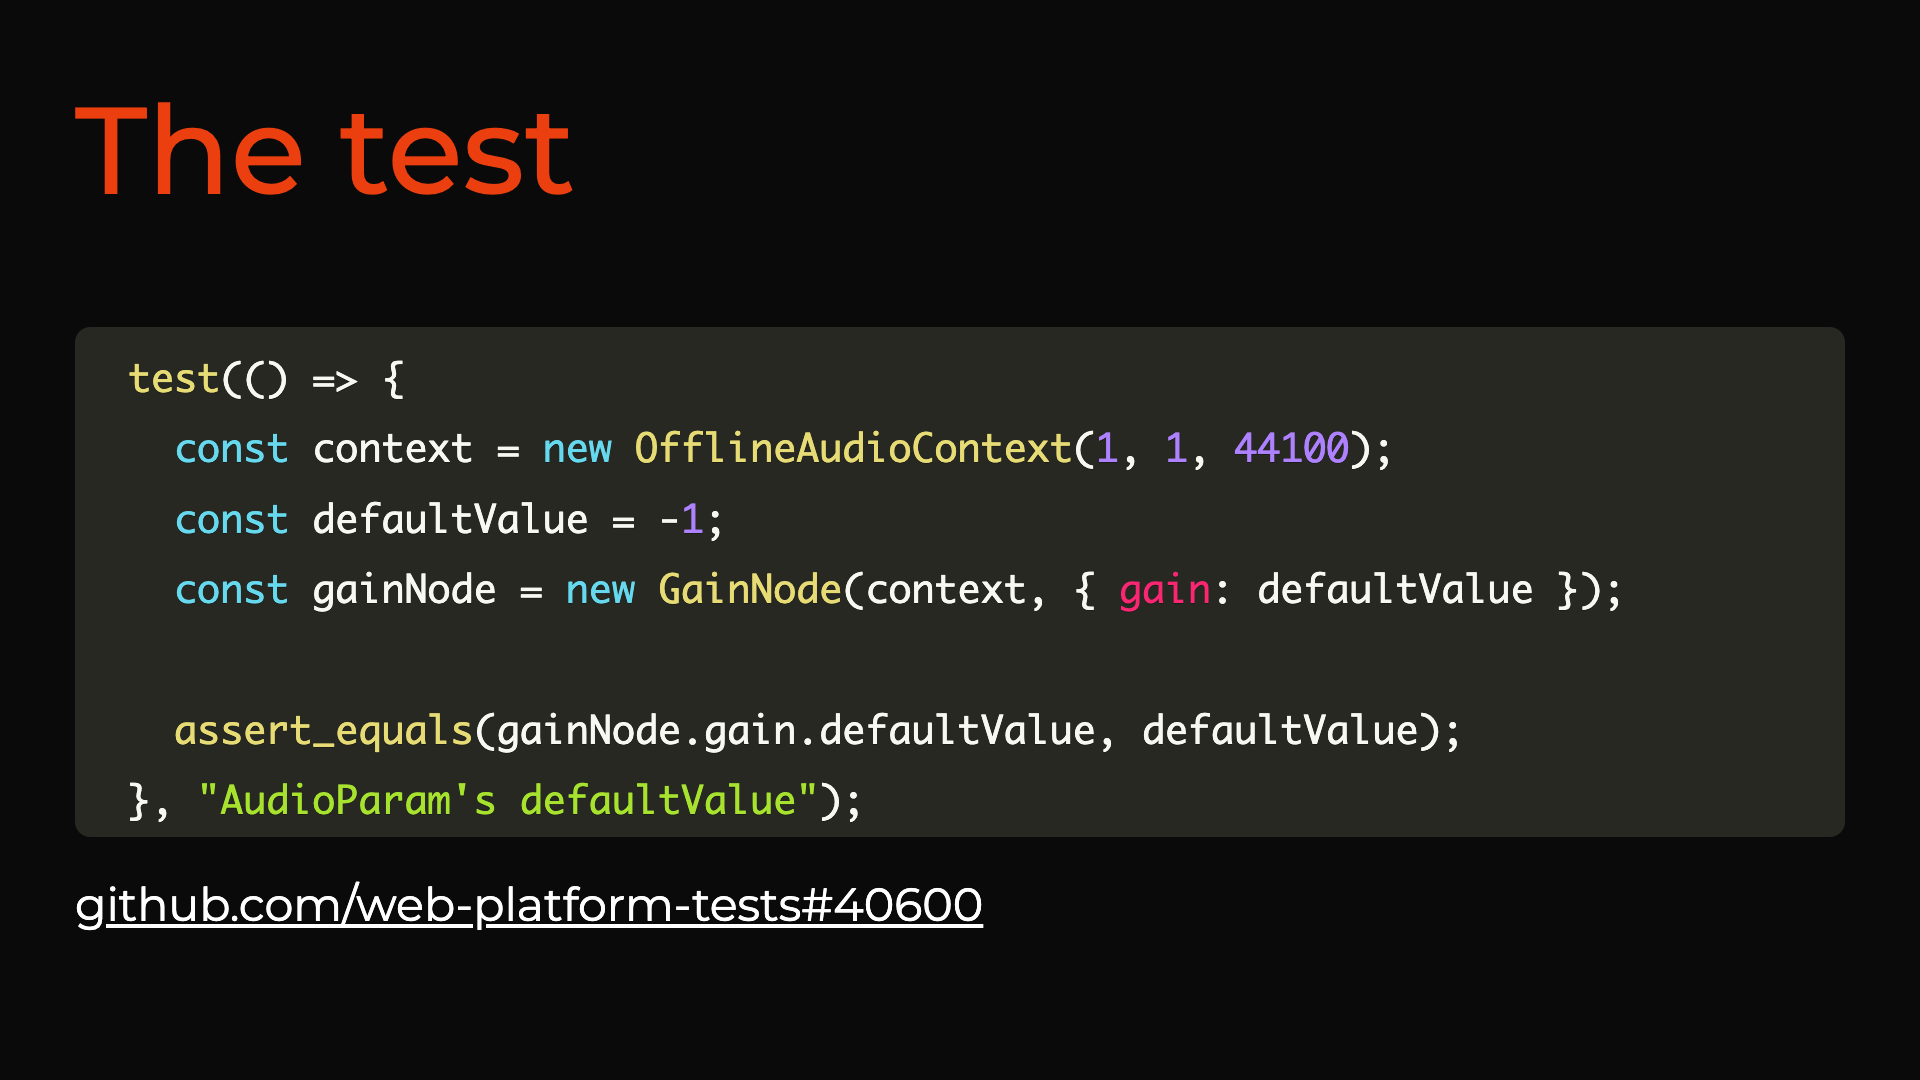 The test
test(() => {
  const context = new OfflineAudioContext(1, 1, 44100);
  const defaultValue = -1;
  const gainNode = new GainNode(context, { gain: defaultValue });
  assert_equals(gainNode.gain.defaultValue, defaultValue);
}, "AudioParam's defaultValue");
github.com/web-platform-tests#40600